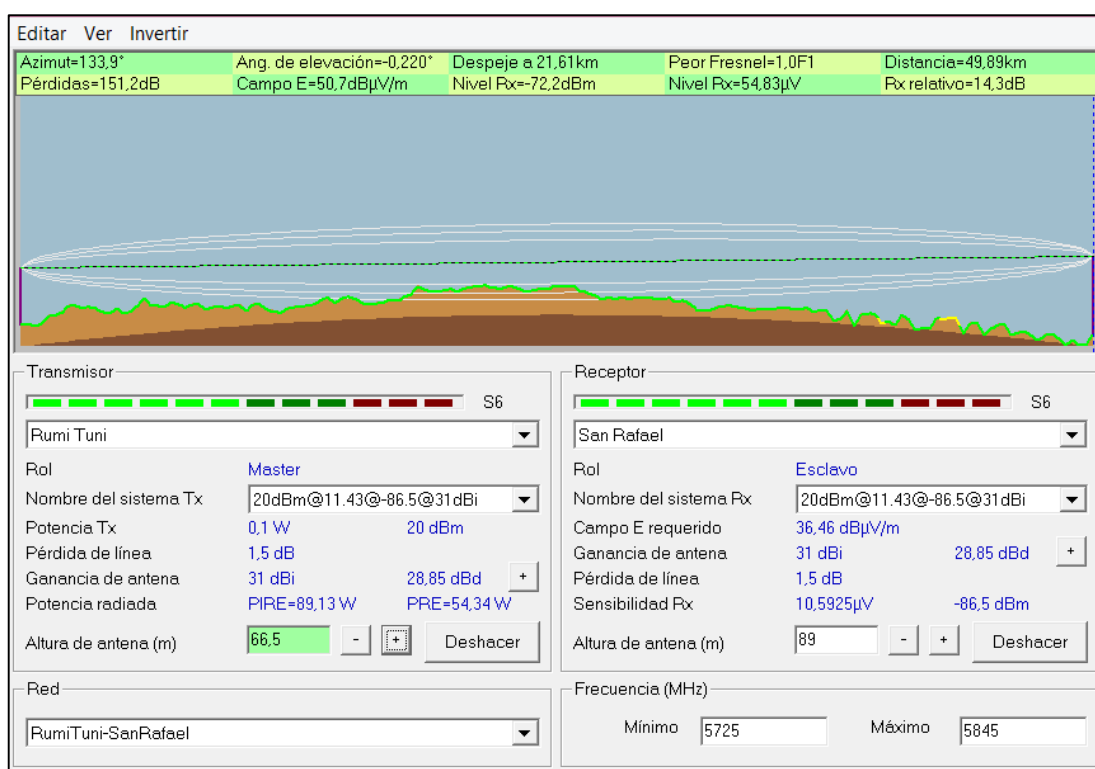 Editar Ver Invertir
Azimut=133,9° Ang. de elevación=-0,220° Despeje a 21,61km Peor Fresnel=1,0F1 Distancia=49,89km
Pérdidas=151,2dB Campo E=50,7dBµV/m Nivel Rx=-72,2dBm Nivel Rx=54,83µV Rx relativo=14,3dB
Transmisor
S6
Rumi Tuni
Rol Master
Nombre del sistema Tx 20dBm@11.43@-86.5@31dBi
Potencia Tx 0,1 W 20 dBm
Pérdida de línea 1,5 dB
Ganancia de antena 31 dBi 28,85 dBd +
Potencia radiada PIRE=89,13 W PRE=54,34 W
Altura de antena (m) 66,5 - + Deshacer
Red
RumiTuni-SanRafael
Receptor
S6
San Rafael
Rol Esclavo
Nombre del sistema Rx 20dBm@11.43@-86.5@31dBi
Campo E requerido 36,46 dBµV/m
Ganancia de antena 31 dBi 28,85 dBd +
Pérdida de línea 1,5 dB
Sensibilidad Rx 10,5925µV -86,5 dBm
Altura de antena (m) 89 - + Deshacer
Frecuencia (MHz)
Mínimo 5725 Máximo 5845